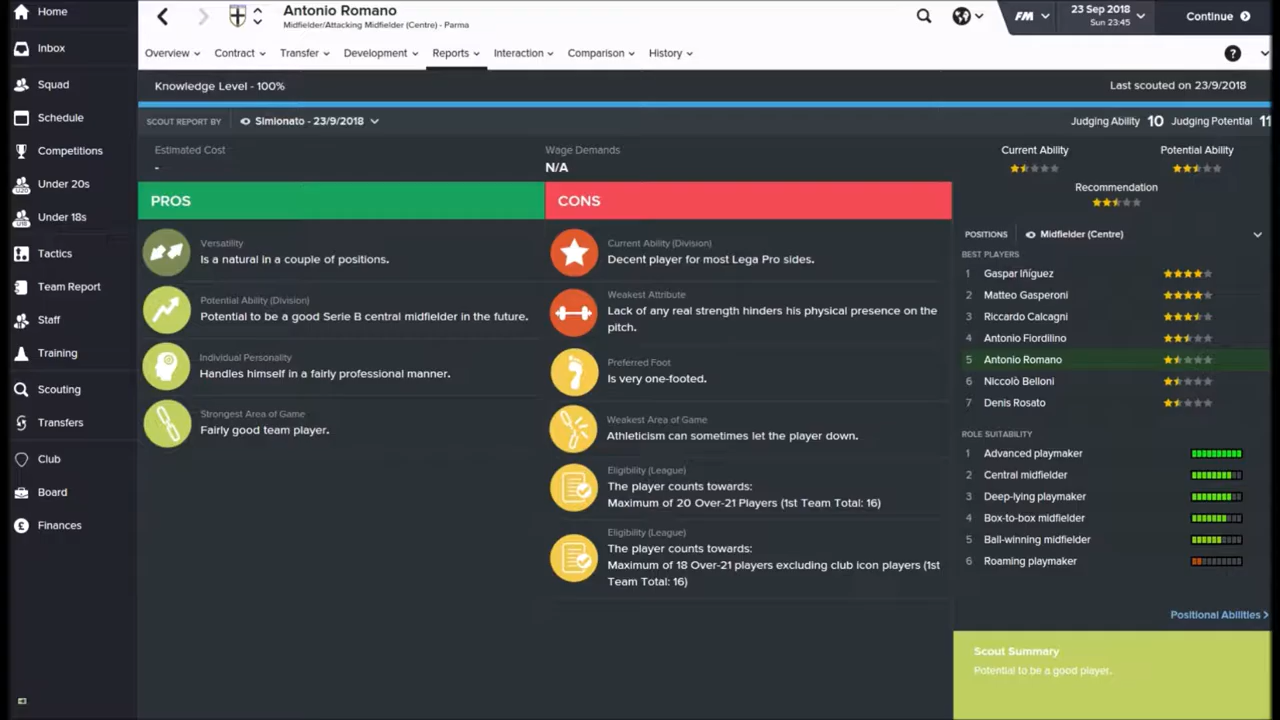 Home
Inbox
Squad
Schedule
Competitions
Under 20s
Under 18s
Tactics
Team Report
Staff
Training
Scouting
Transfers
Club
Board
Finances
Antonio Romano
Midfielder/Attacking Midfielder (Centre) - Parma
FM
23 Sep 2018
Sun 23:45
Continue
Overview
Contract
Transfer
Development
Reports
Interaction
Comparison
History
?
Knowledge Level - 100%
Last scouted on 23/9/2018
SCOUT REPORT BY
Simionato - 23/9/2018
Judging Ability 10 Judging Potential 11
Estimated Cost
-
Wage Demands
N/A
Current Ability
Potential Ability
Recommendation
PROS
Versatility
Is a natural in a couple of positions.
Potential Ability (Division)
Potential to be a good Serie B central midfielder in the future.
Individual Personality
Handles himself in a fairly professional manner.
Strongest Area of Game
Fairly good team player.
CONS
Current Ability (Division)
Decent player for most Lega Pro sides.
Weakest Attribute
Lack of any real strength hinders his physical presence on the
pitch.
Preferred Foot
Is very one-footed.
Weakest Area of Game
Athleticism can sometimes let the player down.
Eligibility (League)
The player counts towards:
Maximum of 20 Over-21 Players (1st Team Total: 16)
Eligibility (League)
The player counts towards:
Maximum of 18 Over-21 players excluding club icon players (1st
Team Total: 16)
POSITIONS
Midfielder (Centre)
BEST PLAYERS
1 Gaspar Iñíguez
2 Matteo Gasperoni
3 Riccardo Calcagni
4 Antonio Fiordilino
5 Antonio Romano
6 Niccolò Belloni
7 Denis Rosato
ROLE SUITABILITY
1 Advanced playmaker
2 Central midfielder
3 Deep-lying playmaker
4 Box-to-box midfielder
5 Ball-winning midfielder
6 Roaming playmaker
Positional Abilities >
Scout Summary
Potential to be a good player.